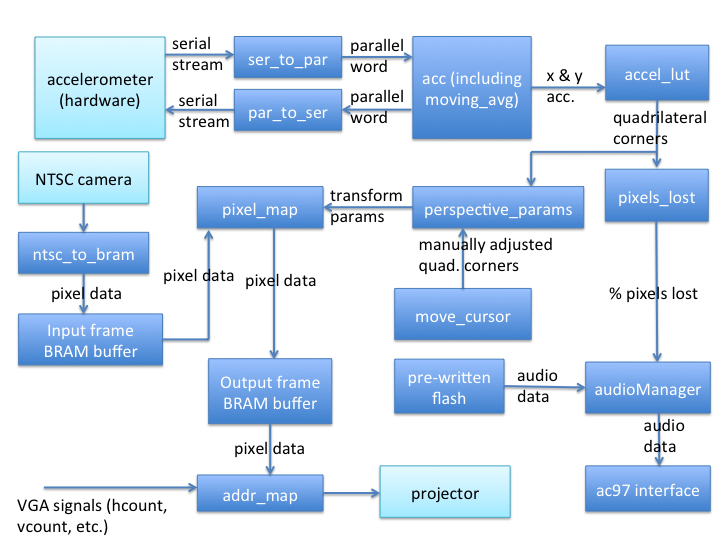 accelerometer
(hardware)
serial
stream
ser_to_par
parallel
word
acc (including
moving_avg)
x & y
acc.
accel_lut
serial
stream
par_to_ser
parallel
word
quadrilateral
corners
NTSC camera
pixel_map
transform
params
perspective_params
pixels_lost
ntsc_to_bram
pixel data
pixel data
pixel data
manually adjusted
quad. corners
% pixels lost
Input frame
BRAM buffer
move_cursor
Output frame
BRAM buffer
pre-written
flash
audio
data
audioManager
pixel data
audio
data
VGA signals (hcount,
vcount, etc.)
addr_map
projector
ac97 interface